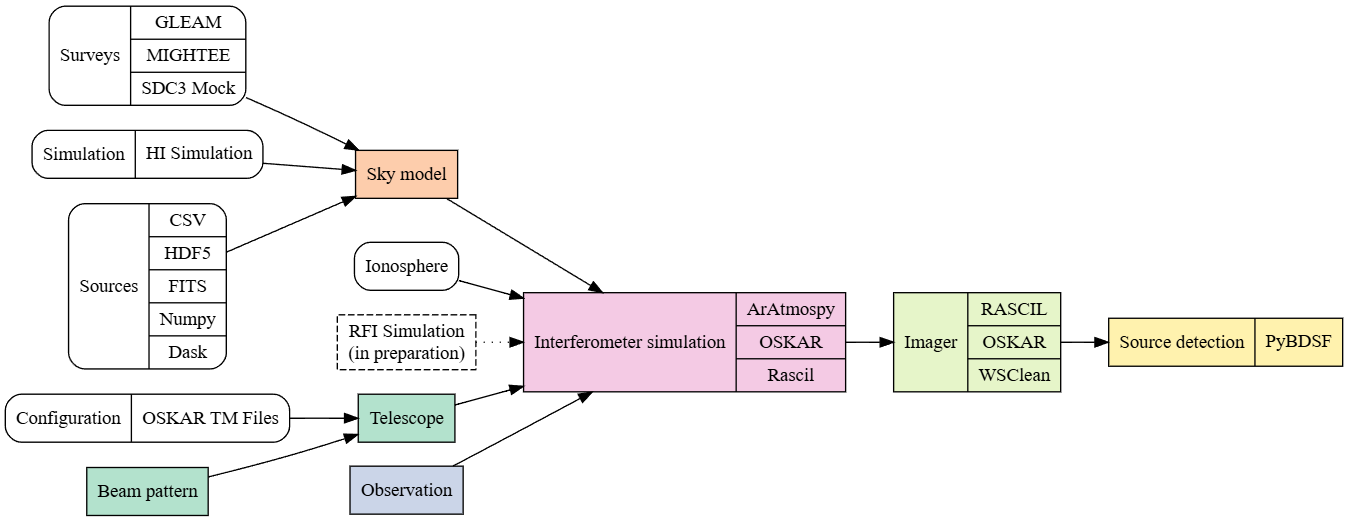 Surveys
GLEAM
MIGHTEE
SDC3 Mock
Simulation
HI Simulation
Sources
CSV
HDF5
FITS
Numpy
Dask
Configuration
OSKAR TM Files
Beam pattern
Sky model
Ionosphere
RFI Simulation
(in preparation)
Telescope
Observation
Interferometer simulation
ArAtmospy
OSKAR
Rascil
Imager
RASCIL
OSKAR
WSClean
Source detection
PyBDSF